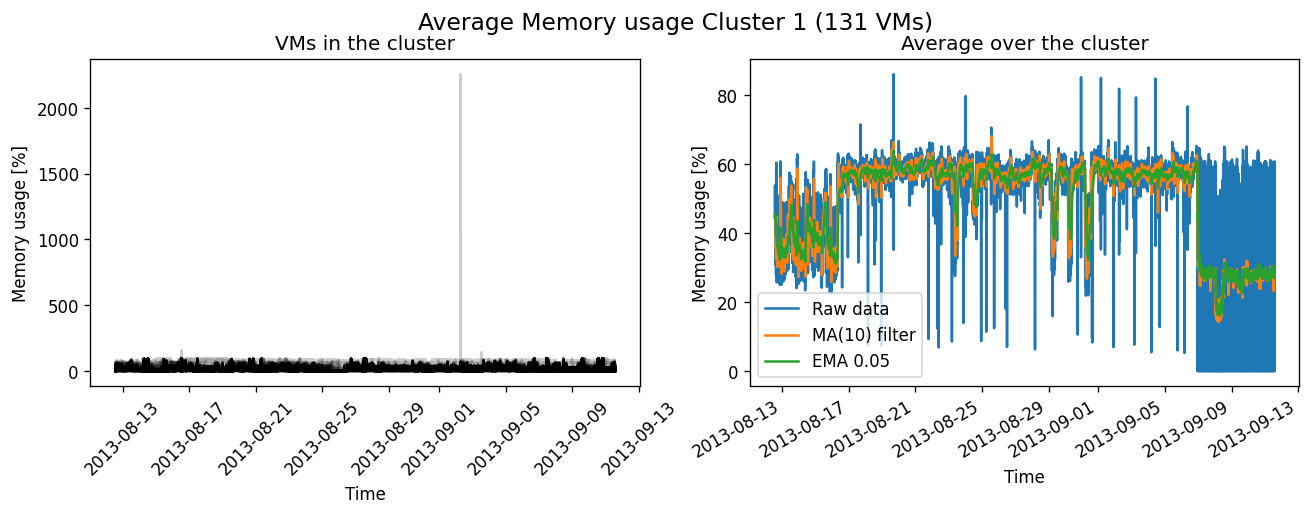 Average Memory usage Cluster 1 (131 VMs)
VMs in the cluster
Memory usage [%]
2000
1500
1000
500
0
2013-08-13
2013-08-17
2013-08-21
2013-08-25
2013-08-29
2013-09-01
2013-09-05
2013-09-09
2013-09-13
Time
Average over the cluster
Memory usage [%]
80
60
40
20
0
Raw data
MA(10) filter
EMA 0.05
2013-08-13
2013-08-17
2013-08-21
2013-08-25
2013-08-29
2013-09-01
2013-09-05
2013-09-09
2013-09-13
Time